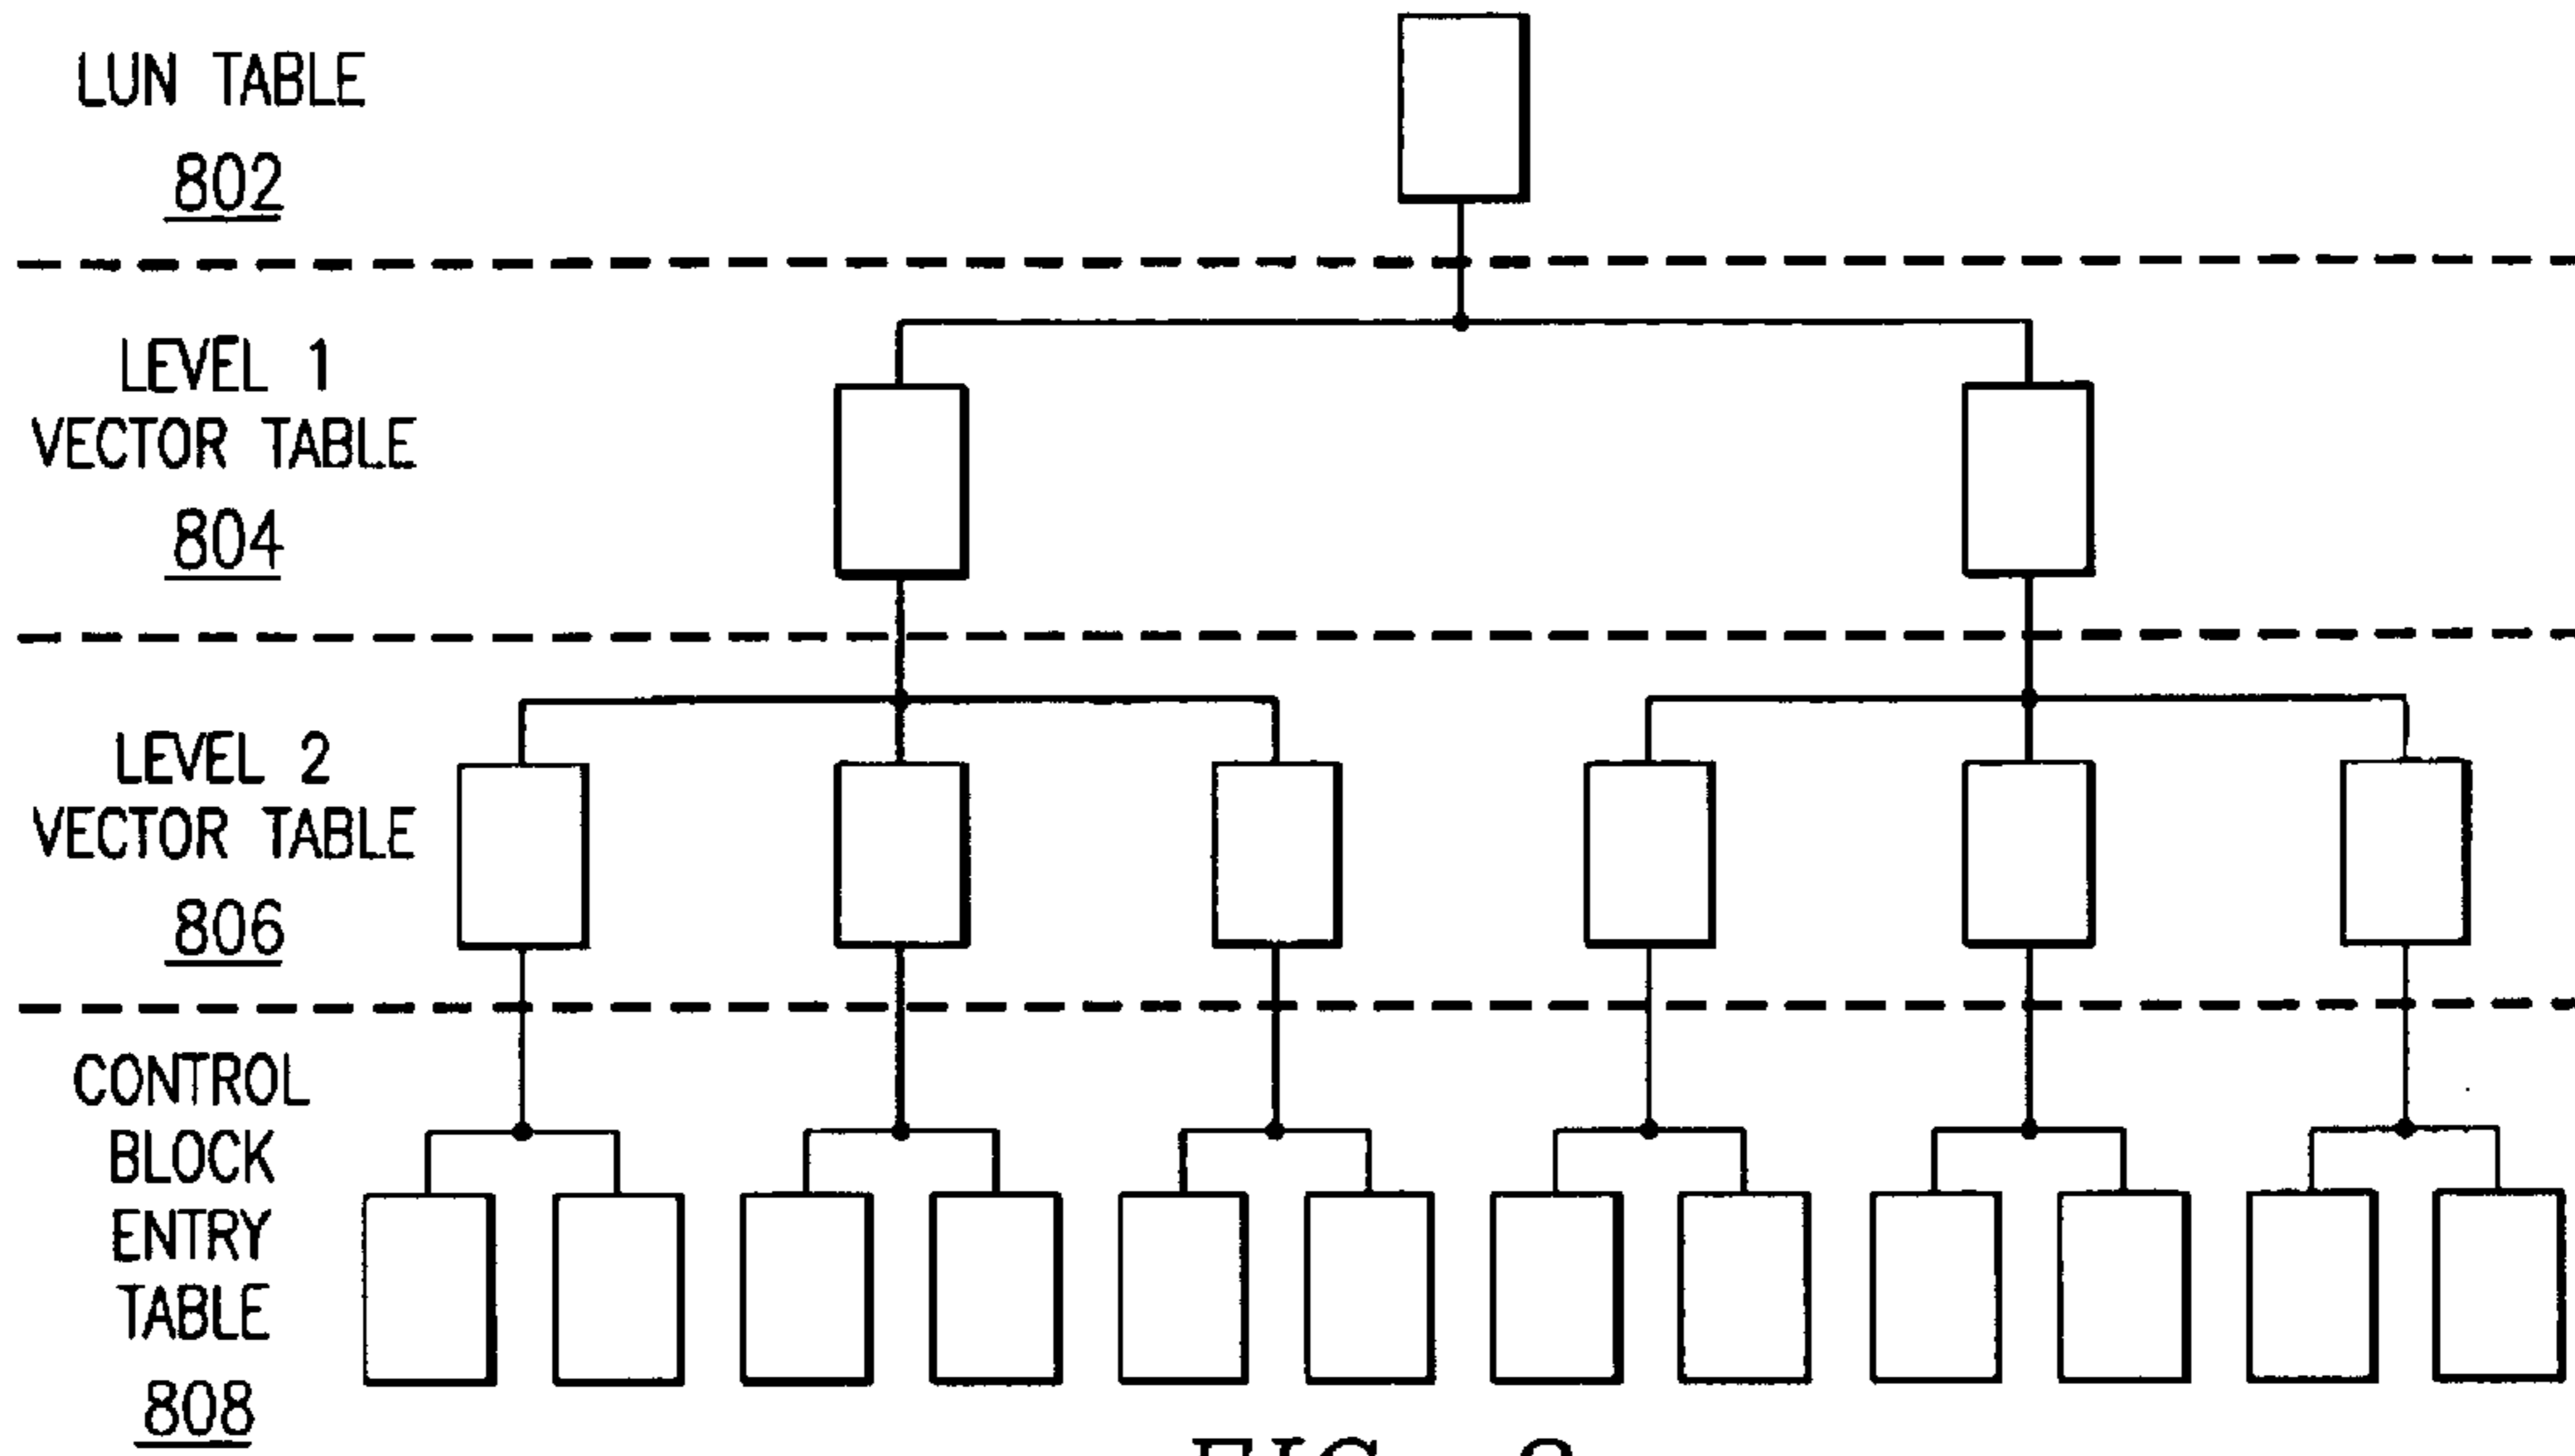 LUN TABLE
802
LEVEL 1
VECTOR TABLE
804
LEVEL 2
VECTOR TABLE
806
CONTROL
BLOCK
ENTRY
TABLE
808